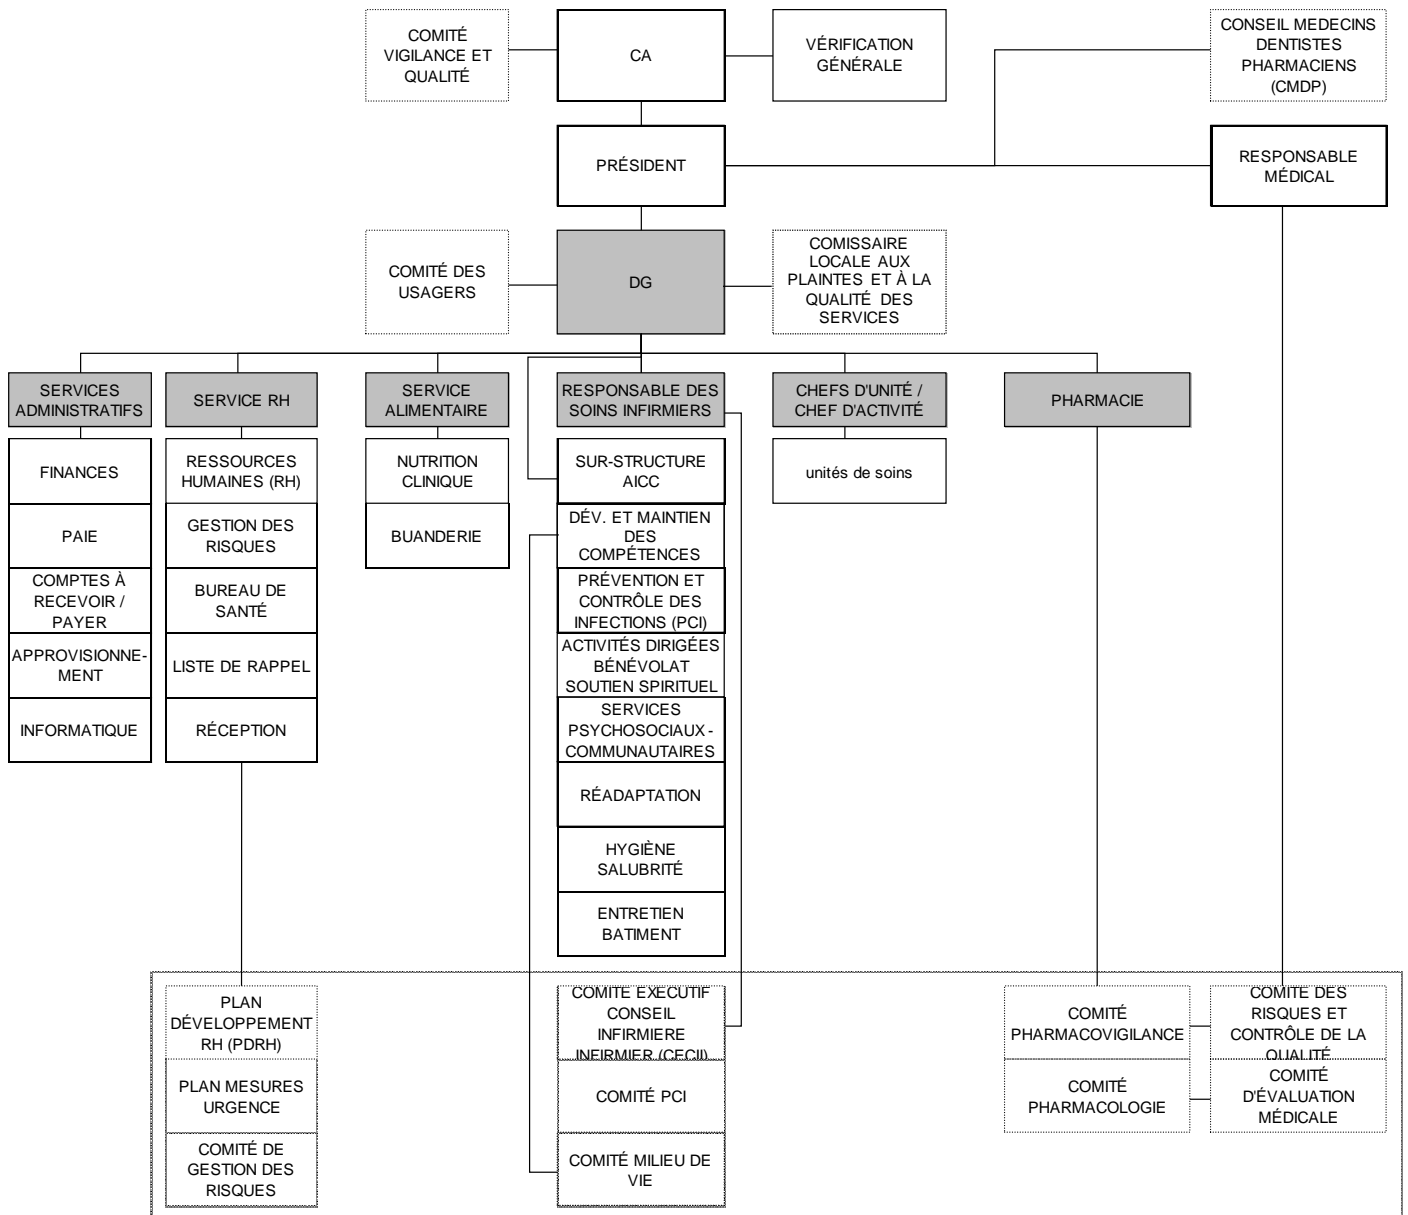 COMITÉ
VIGILANCE ET
QUALITÉ
CA
VÉRIFICATION
GÉNÉRALE
CONSEIL MEDECINS
DENTISTES
PHARMACIENS
(CMDP)
PRÉSIDENT
RESPONSABLE
MÉDICAL
COMITÉ DES
USAGERS
DG
COMISSAIRE
LOCALE AUX
PLAINTES ET À LA
QUALITÉ DES
SERVICES
SERVICES
ADMINISTRATIFS
SERVICE RH
SERVICE
ALIMENTAIRE
RESPONSABLE DES
SOINS INFIRMIERS
CHEFS D'UNITÉ /
CHEF D'ACTIVITÉ
PHARMACIE
FINANCES
PAIE
COMPTES À
RECEVOIR /
PAYER
APPROVISIONNE-
MENT
INFORMATIQUE
RESSOURCES
HUMAINES (RH)
GESTION DES
RISQUES
BUREAU DE
SANTÉ
LISTE DE RAPPEL
RÉCEPTION
NUTRITION
CLINIQUE
BUANDERIE
SUR-STRUCTURE
AICC
DÉV. ET MAINTIEN
DES
COMPÉTENCES
PRÉVENTION ET
CONTRÔLE DES
INFECTIONS (PCI)
ACTIVITÉS DIRIGÉES
BÉNÉVOLAT
SOUTIEN SPIRITUEL
SERVICES
PSYCHOSOCIAUX -
COMMUNAUTAIRES
RÉADAPTATION
HYGIÈNE
SALUBRITÉ
ENTRETIEN
BATIMENT
unités de soins
PLAN
DÉVELOPPEMENT
RH (PDRH)
PLAN MESURES
URGENCE
COMITÉ DE
GESTION DES
RISQUES
COMITÉ EXECUTIF
CONSEIL
INFIRMIERE
INFIRMIER (CECII)
COMITÉ PCI
COMITÉ MILIEU DE
VIE
COMITÉ
PHARMACOVIGILANCE
COMITÉ
PHARMACOLOGIE
COMITÉ DES
RISQUES ET
CONTRÔLE DE LA
QUALITÉ
COMITÉ
D'ÉVALUATION
MÉDICALE